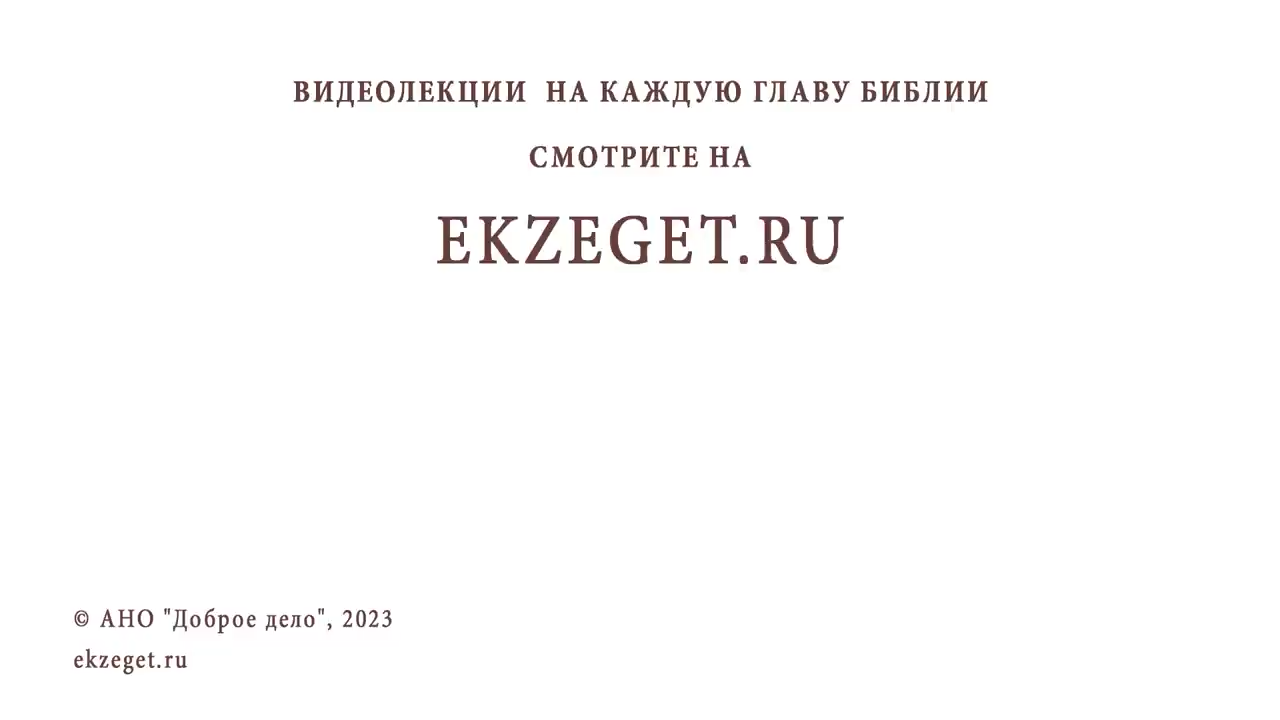 ВИДЕОЛЕКЦИИ НА КАЖДУЮ ГЛАВУ БИБЛИИ
СМОТРИТЕ НА
EKZEGET.RU
© АНО "Доброе дело", 2023
ekzeget.ru